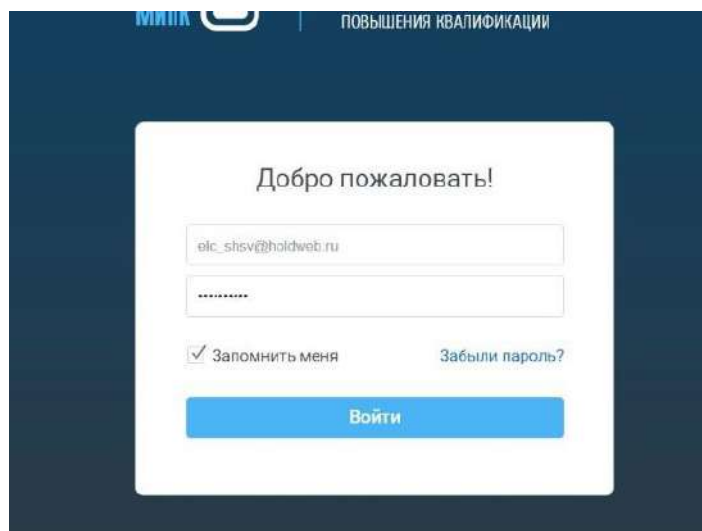 МИПК
ПОВЫШЕНИЯ КВАЛИФИКАЦИИ
Добро пожаловать!
elc_shsv@holdweb.ru
Запомнить меня
Забыли пароль?
Войти